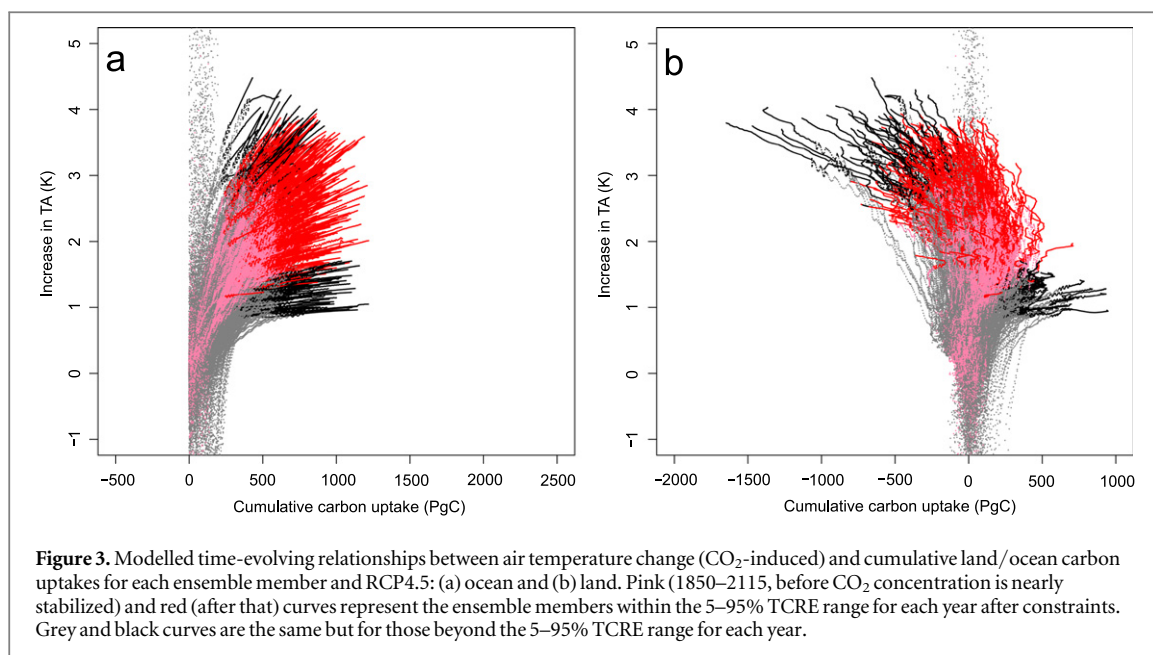 a
5
4
3
2
1
0
−1
Increase in TA (K)
−500 0 500 1000 1500 2000 2500
Cumulative carbon uptake (PgC)
b
5
4
3
2
1
0
−1
Increase in TA (K)
−2000 −1500 −1000 −500 0 500 1000
Cumulative carbon uptake (PgC)
Figure 3. Modelled time-evolving relationships between air temperature change (CO₂-induced) and cumulative land/ocean carbon
uptakes for each ensemble member and RCP4.5: (a) ocean and (b) land. Pink (1850–2115, before CO₂ concentration is nearly
stabilized) and red (after that) curves represent the ensemble members within the 5–95% TCRE range for each year after constraints.
Grey and black curves are the same but for those beyond the 5–95% TCRE range for each year.